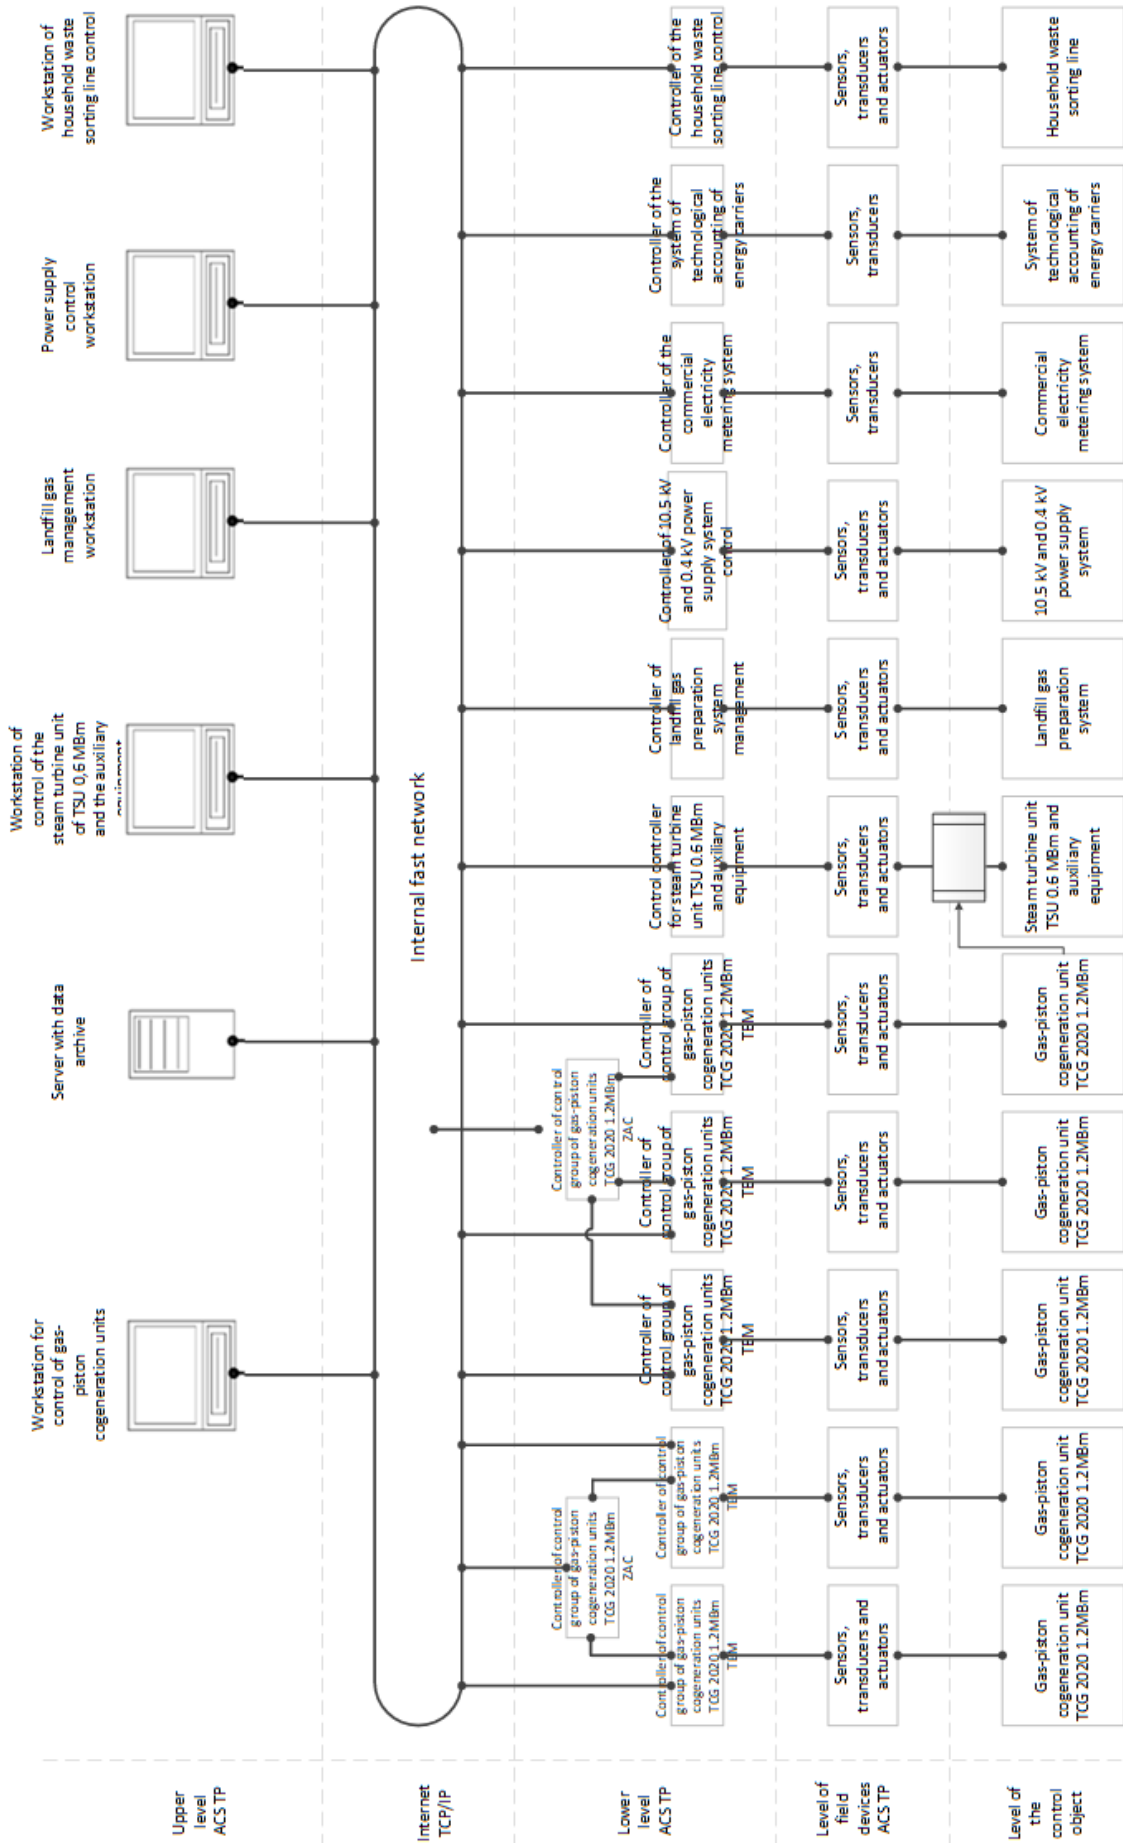 Upper
level
ACS TP
Workstation for
control of gas-
piston
cogeneration units
Server with data
archive
Workstation of
control of the
steam turbine unit
of TSU 0,6 MBm
and the auxiliary
Landfill gas
management
workstation
Power supply
control
workstation
Workstation of
household waste
sorting line control
Internet
TCP/IP
Internal fast network
Lower
level
ACS TP
Controller of control
group of gas-piston
cogeneration units
TCG 2020 1.2MBm
ZAC
Controller of control
group of gas-piston
cogeneration units
TCG 2020 1.2MBm
ZAC
Controller of control
group of gas-piston
cogeneration units
TCG 2020 1.2MBm
TEM
Controller of control
group of gas-piston
cogeneration units
TCG 2020 1.2MBm
TEM
Controller of
control group of
gas-piston
cogeneration units
TCG 2020 1.2MBm
TEM
Controller of
control group of
gas-piston
cogeneration units
TCG 2020 1.2MBm
TEM
Controller of
control group of
gas-piston
cogeneration units
TCG 2020 1.2MBm
TEM
Control controller
for steam turbine
unit TSU 0.6 MBm
and auxiliary
equipment
Controller of
landfill gas
preparation
system
management
Controller of 10.5 kV
and 0.4 kV power
supply system
control
Controller of the
commercial
electricity
metering system
Controller of the
system of
technological
accounting of
energy carriers
Controller of the
household waste
sorting line control
Level of
field
devices
ACS TP
Sensors,
transducers and
actuators
Sensors,
transducers
and actuators
Sensors,
transducers
and actuators
Sensors,
transducers
and actuators
Sensors,
transducers
and actuators
Sensors,
transducers
and actuators
Sensors,
transducers
and actuators
Sensors,
transducers
and actuators
Sensors,
transducers
Sensors,
transducers
Sensors,
transducers
and actuators
Level of
the
control
object
Gas-piston
cogeneration unit
TCG 2020 1.2MBm
Gas-piston
cogeneration unit
TCG 2020 1.2MBm
Gas-piston
cogeneration unit
TCG 2020 1.2MBm
Gas-piston
cogeneration unit
TCG 2020 1.2MBm
Gas-piston
cogeneration unit
TCG 2020 1.2MBm
Steam turbine unit
TSU 0.6 MBm and
auxiliary
equipment
Landfill gas
preparation
system
10.5 kV and 0.4 kV
power supply
system
Commercial
electricity
metering system
System of
technological
accounting of
energy carriers
Household waste
sorting line